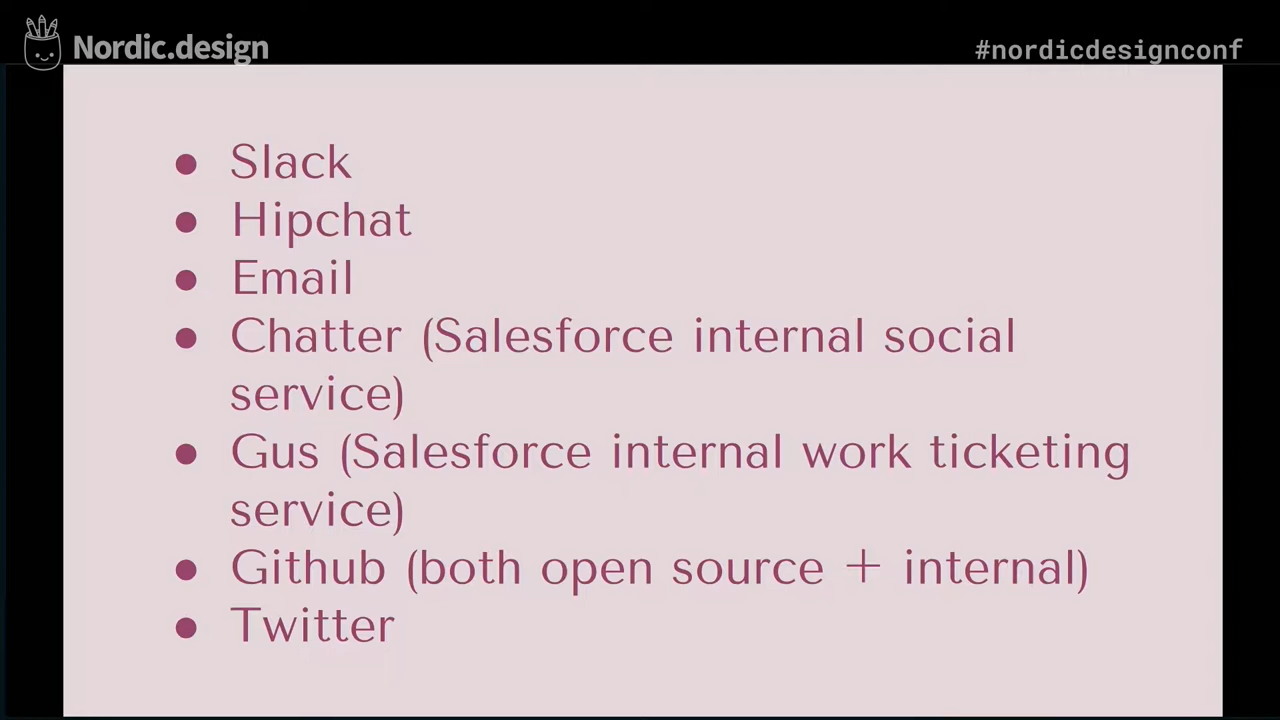 Nordic.design
#nordicdesignconf
● Slack
● Hipchat
● Email
● Chatter (Salesforce internal social
service)
● Gus (Salesforce internal work ticketing
service)
● Github (both open source + internal)
● Twitter